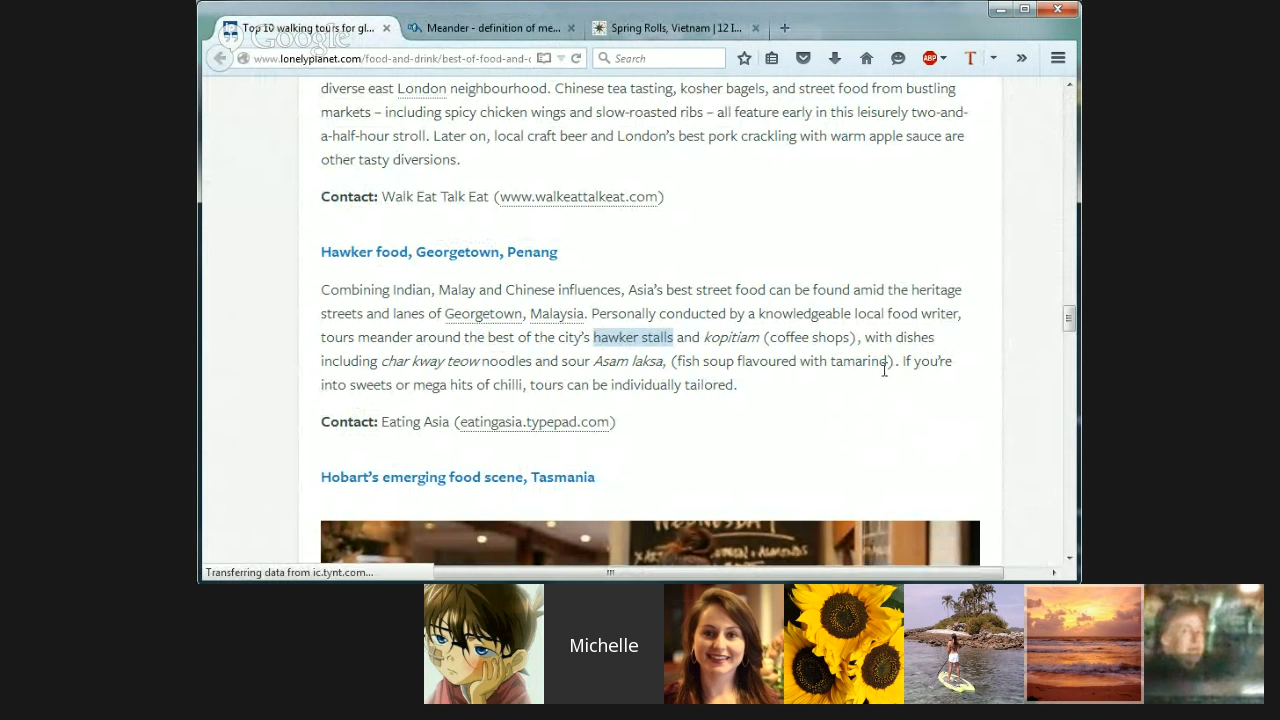 Top 10 walking tours for gl...
Meander - definition of me...
Spring Rolls, Vietnam | 12 I...
Google
www.lonelyplanet.com/food-and-drink/best-of-food-and-c
Search
ABP
T
diverse east London neighbourhood. Chinese tea tasting, kosher bagels, and street food from bustling
markets – including spicy chicken wings and slow-roasted ribs – all feature early in this leisurely two-and-
a-half-hour stroll. Later on, local craft beer and London's best pork crackling with warm apple sauce are
other tasty diversions.
Contact: Walk Eat Talk Eat (www.walkeattalkeat.com)
Hawker food, Georgetown, Penang
Combining Indian, Malay and Chinese influences, Asia's best street food can be found amid the heritage
streets and lanes of Georgetown, Malaysia. Personally conducted by a knowledgeable local food writer,
tours meander around the best of the city's hawker stalls and kopitiam (coffee shops), with dishes
including char kway teow noodles and sour Asam laksa, (fish soup flavoured with tamarind). If you're
into sweets or mega hits of chilli, tours can be individually tailored.
Contact: Eating Asia (eatingasia.typepad.com)
Hobart's emerging food scene, Tasmania
WEDNESDAY
Transferring data from ic.tynt.com...
Michelle